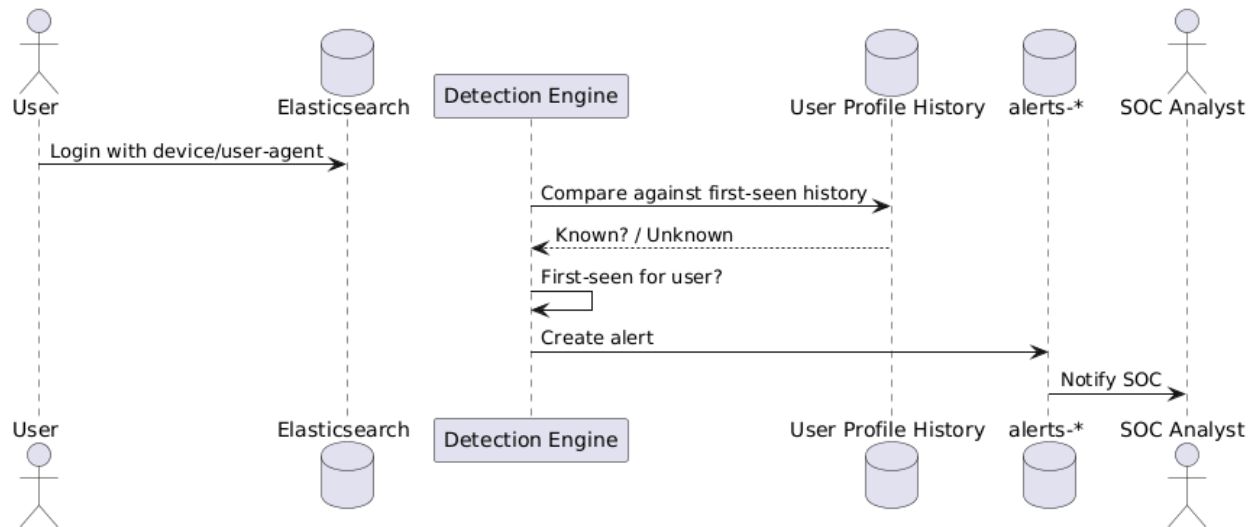 User
Elasticsearch
Detection Engine
User Profile History
alerts-*
SOC Analyst
Login with device/user-agent
Compare against first-seen history
Known? / Unknown
First-seen for user?
Create alert
Notify SOC
User
Elasticsearch
Detection Engine
User Profile History
alerts-*
SOC Analyst